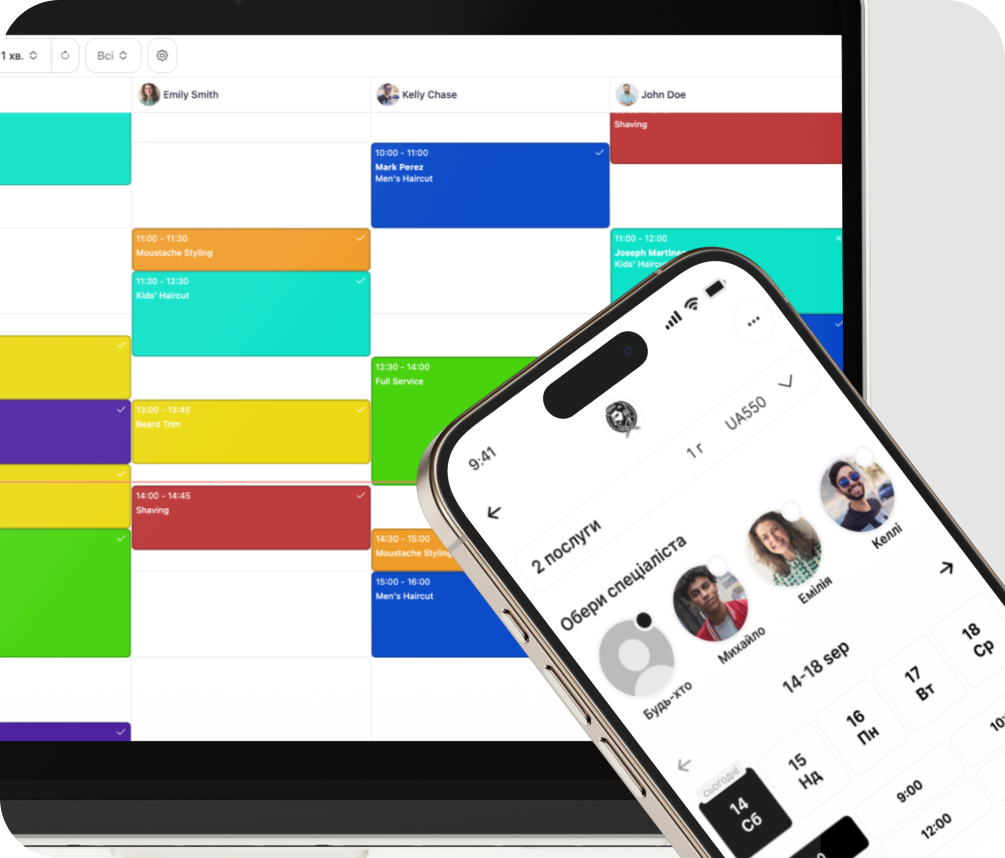 1 хв.
Всі
Emily Smith
Kelly Chase
John Doe
Shaving
10:00 - 11:00
Mark Perez
Men's Haircut
11:00 - 11:30
Moustache Styling
11:00 - 12:00
Joseph Martinez
Kids' Haircut
11:30 - 12:30
Kids' Haircut
12:30 - 14:00
Full Service
13:00 - 13:45
Beard Trim
14:00 - 14:45
Shaving
14:30 - 15:00
Moustache Styling
15:00 - 16:00
Men's Haircut
9:41
1 г
UA550
2 послуги
Обери спеціаліста
Будь-хто
Михайло
Емілія
Келлі
14-18 sep
сьогодні
14
Сб
15
Нд
16
Пн
17
Вт
18
Ср
9:00
12:00